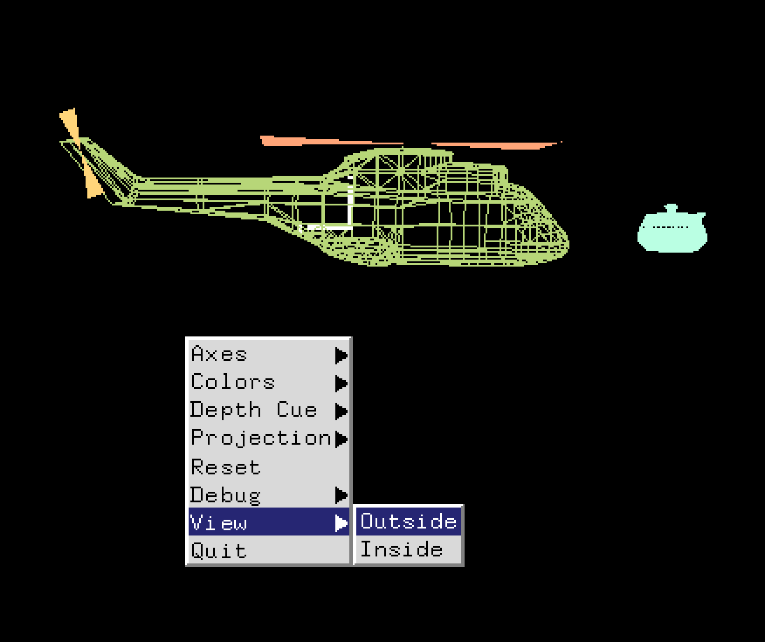 Axes
Colors
Depth Cue
Projection
Reset
Debug
View
Outside
Quit
Inside